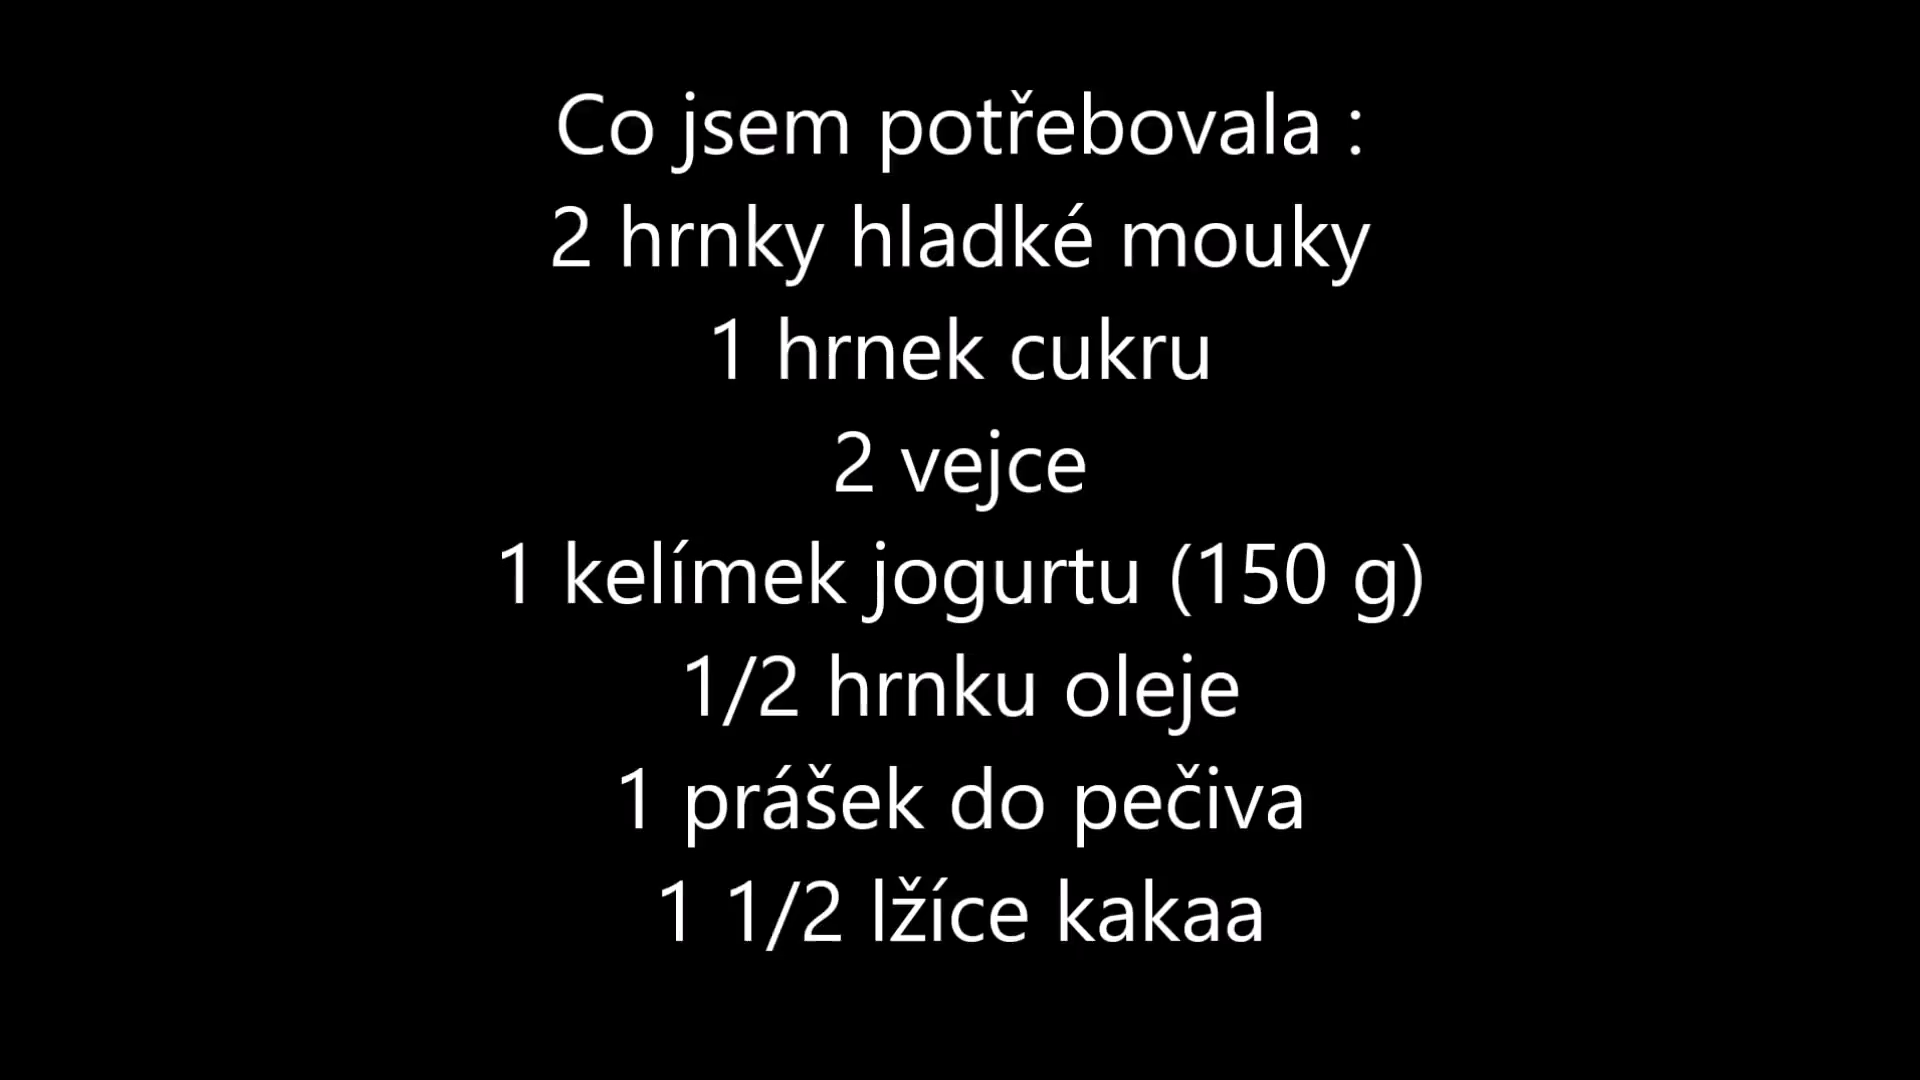 Co jsem potřebovala :
2 hrnky hladké mouky
1 hrnek cukru
2 vejce
1 kelímek jogurtu (150 g)
1/2 hrnku oleje
1 prášek do pečiva
1 1/2 lžíce kakaa